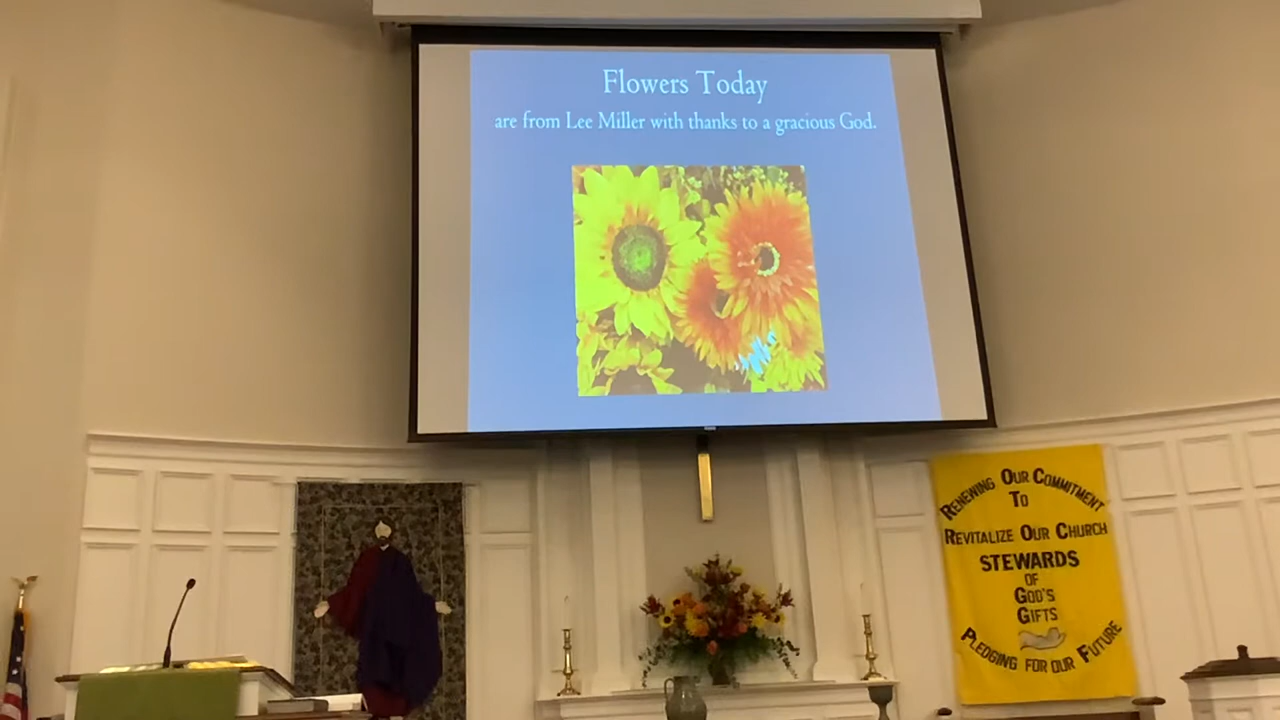 Flowers Today
are from Lee Miller with thanks to a gracious God.
RENEWING OUR COMMITMENT
TO
REVITALIZE OUR CHURCH
STEWARDS
OF
GOD'S
GIFTS
PLEDGING FOR OUR FUTURE